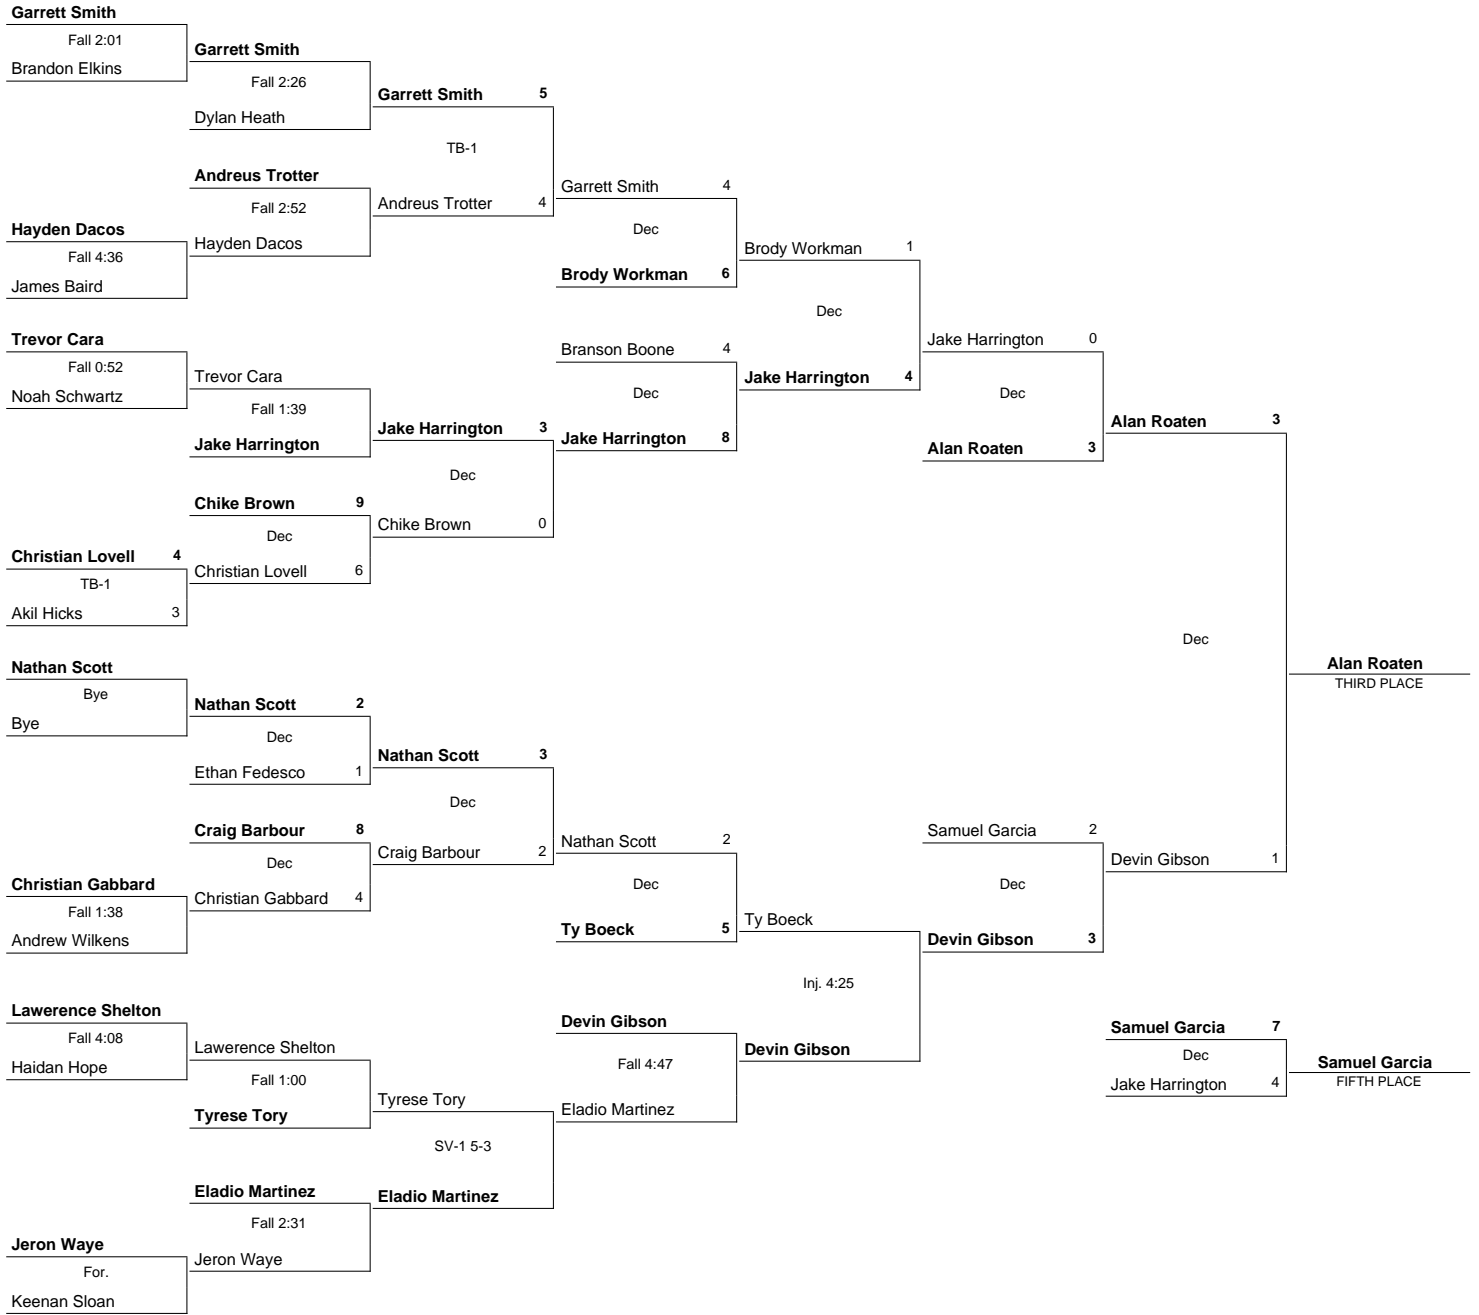 Garrett Smith
Fall 2:01
Brandon Elkins
Garrett Smith
Fall 2:26
Dylan Heath
Garrett Smith 5
TB-1
Andreus Trotter 4
Andreus Trotter
Fall 2:52
Hayden Dacos
Hayden Dacos
Fall 4:36
James Baird
Garrett Smith 4
Dec
Brody Workman 6
Brody Workman 1
Dec
Jake Harrington 4
Trevor Cara
Fall 0:52
Noah Schwartz
Trevor Cara
Fall 1:39
Jake Harrington
Jake Harrington 3
Dec
Chike Brown 0
Branson Boone 4
Dec
Jake Harrington 8
Jake Harrington 0
Dec
Alan Roaten 3
Alan Roaten 3
Chike Brown 9
Dec
Christian Lovell 6
Christian Lovell 4
TB-1
Akil Hicks 3
Dec
Alan Roaten
THIRD PLACE
Nathan Scott
Bye
Bye
Nathan Scott 2
Dec
Ethan Fedesco 1
Nathan Scott 3
Dec
Craig Barbour 2
Craig Barbour 8
Dec
Christian Gabbard 4
Christian Gabbard
Fall 1:38
Andrew Wilkens
Nathan Scott 2
Dec
Ty Boeck 5
Ty Boeck
Inj. 4:25
Devin Gibson
Samuel Garcia 2
Dec
Devin Gibson 3
Devin Gibson 1
Lawerence Shelton
Fall 4:08
Haidan Hope
Lawerence Shelton
Fall 1:00
Tyrese Tory
Tyrese Tory
SV-1 5-3
Eladio Martinez
Devin Gibson
Fall 4:47
Eladio Martinez
Eladio Martinez
Fall 2:31
Jeron Waye
Jeron Waye
For.
Keenan Sloan
Samuel Garcia 7
Dec
Jake Harrington 4
Samuel Garcia
FIFTH PLACE